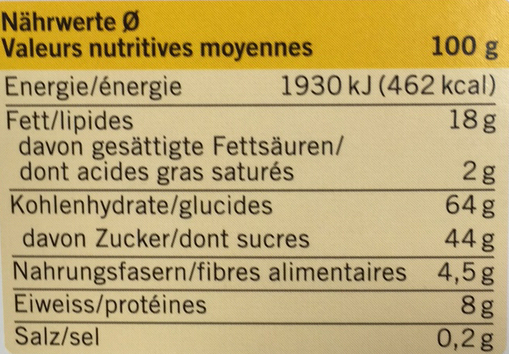 Nährwerte Ø
Valeurs nutritives moyennes 100 g
Energie/énergie 1930 kJ (462 kcal)
Fett/lipides 18 g
davon gesättigte Fettsäuren/
dont acides gras saturés 2 g
Kohlenhydrate/glucides 64 g
davon Zucker/dont sucres 44 g
Nahrungsfasern/fibres alimentaires 4,5 g
Eiweiss/protéines 8 g
Salz/sel 0,2 g